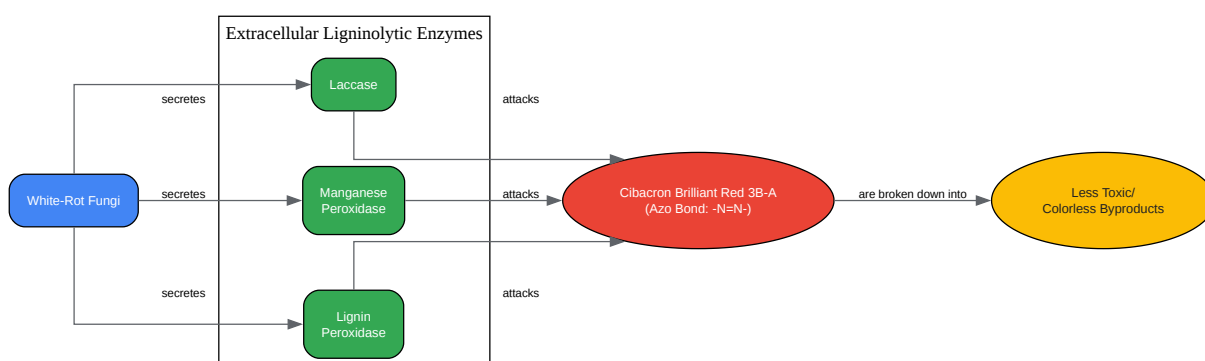 Extracellular Ligninolytic Enzymes
Laccase
secretes
attacks
White-Rot Fungi
secretes
Manganese
Peroxidase
attacks
Cibacron Brilliant Red 3B-A
(Azo Bond: -N=N-)
are broken down into
Less Toxic/
Colorless Byproducts
secretes
attacks
Lignin
Peroxidase